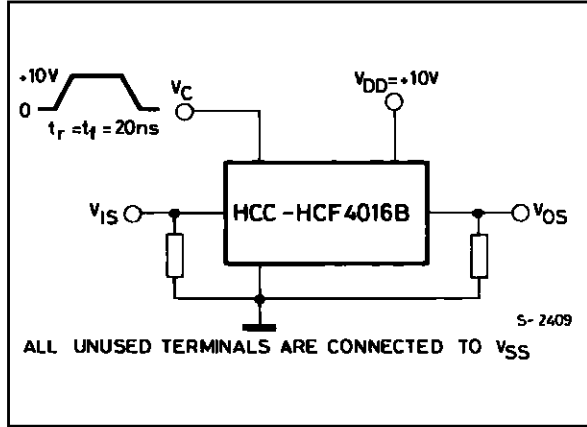 +10V
0
tr = tf = 20ns
VC
VDD=+10V
VIS
HCC-HCF4016B
VOS
S-2409
ALL UNUSED TERMINALS ARE CONNECTED TO VSS